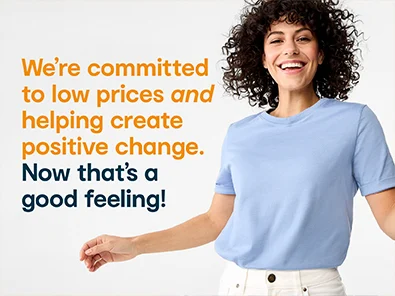 We're committed
to low prices and
helping create
positive change.
Now that's a
good feeling!